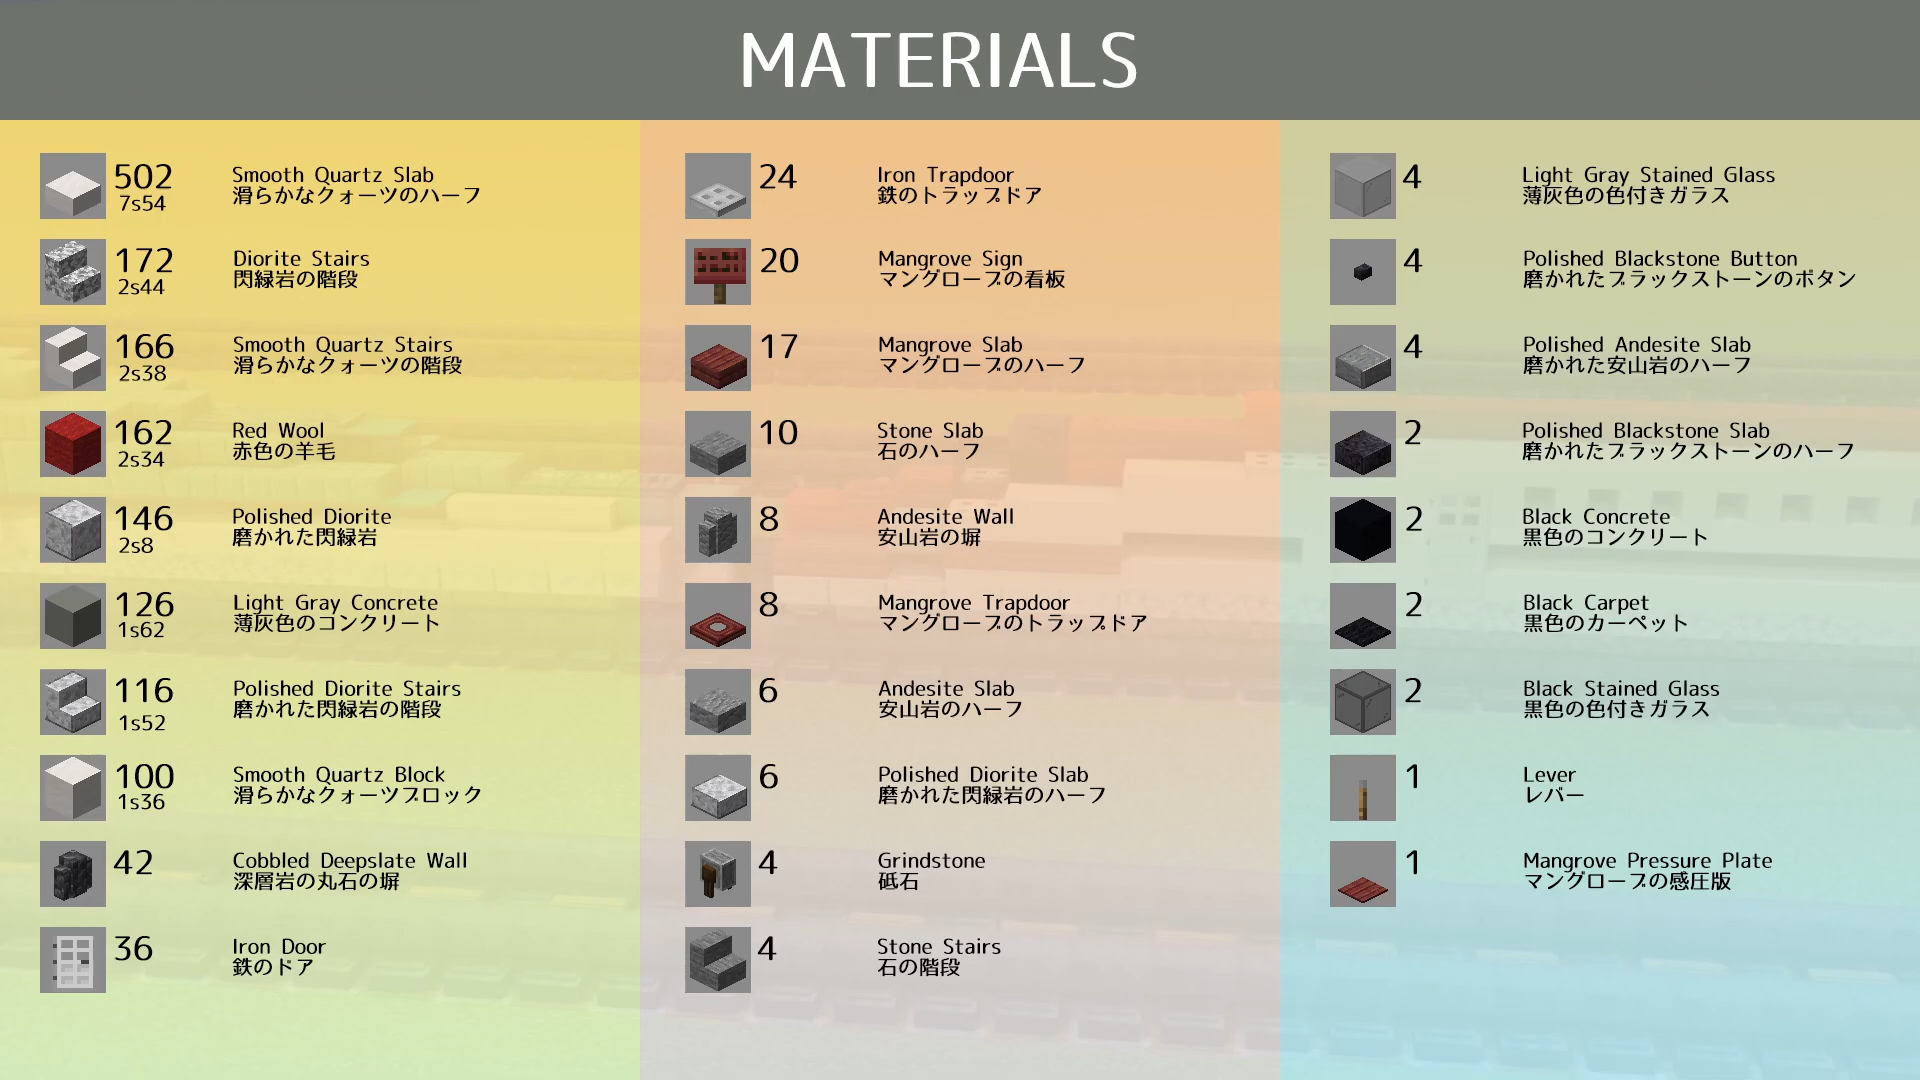 MATERIALS
502
7s54
Smooth Quartz Slab
滑らかなクォーツのハーフ
172
2s44
Diorite Stairs
閃緑岩の階段
166
2s38
Smooth Quartz Stairs
滑らかなクォーツの階段
162
2s34
Red Wool
赤色の羊毛
146
2s8
Polished Diorite
磨かれた閃緑岩
126
1s62
Light Gray Concrete
薄灰色のコンクリート
116
1s52
Polished Diorite Stairs
磨かれた閃緑岩の階段
100
1s36
Smooth Quartz Block
滑らかなクォーツブロック
42
Cobbled Deepslate Wall
深層岩の丸石の塀
36
Iron Door
鉄のドア
24
Iron Trapdoor
鉄のトラップドア
20
Mangrove Sign
マングローブの看板
17
Mangrove Slab
マングローブのハーフ
10
Stone Slab
石のハーフ
8
Andesite Wall
安山岩の塀
8
Mangrove Trapdoor
マングローブのトラップドア
6
Andesite Slab
安山岩のハーフ
6
Polished Diorite Slab
磨かれた閃緑岩のハーフ
4
Grindstone
砥石
4
Stone Stairs
石の階段
4
Light Gray Stained Glass
薄灰色の色付きガラス
4
Polished Blackstone Button
磨かれたブラックストーンのボタン
4
Polished Andesite Slab
磨かれた安山岩のハーフ
2
Polished Blackstone Slab
磨かれたブラックストーンのハーフ
2
Black Concrete
黒色のコンクリート
2
Black Carpet
黒色のカーペット
2
Black Stained Glass
黒色の色付きガラス
1
Lever
レバー
1
Mangrove Pressure Plate
マングローブの感圧版